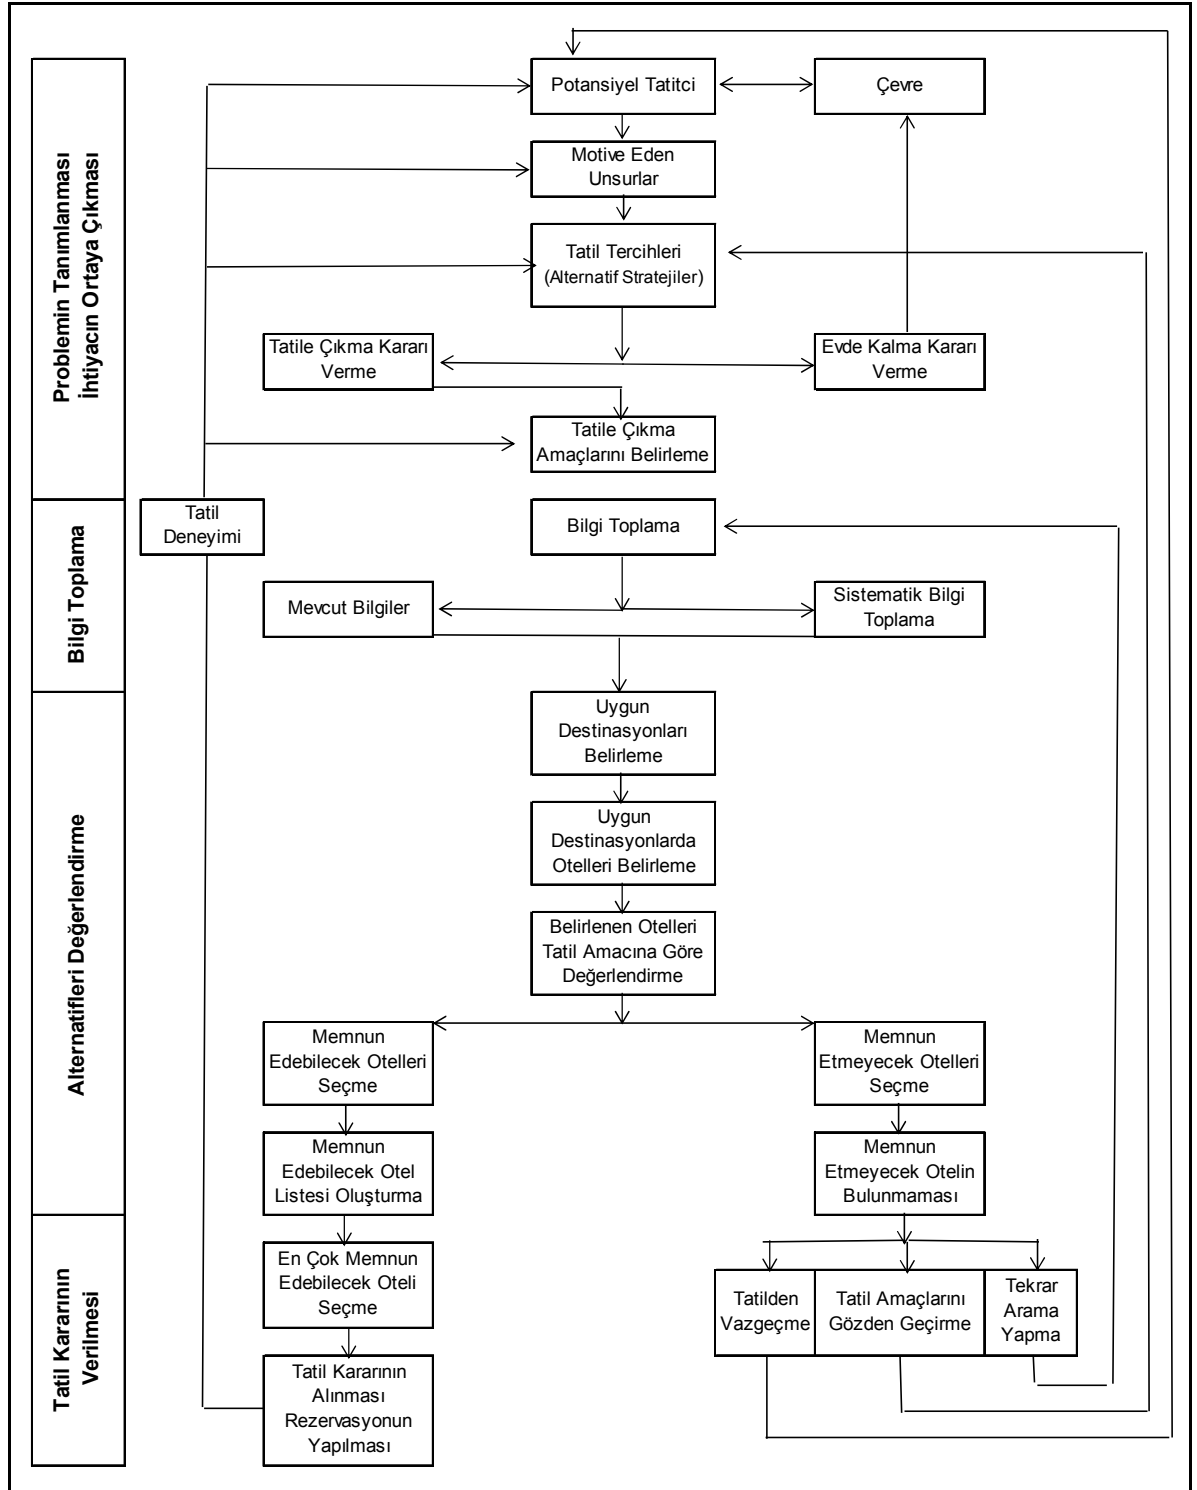 Potansiyel Tatitci
Çevre
Motive Eden
Unsurlar
Tatil Tercihleri
(Alternatif Stratejiler)
Tatile Çıkma Kararı
Verme
Evde Kalma Kararı
Verme
Tatile Çıkma
Amaçlarını Belirleme
Problemin Tanımlanması
İhtiyacın Ortaya Çıkması
Tatil
Deneyimi
Bilgi Toplama
Mevcut Bilgiler
Sistematik Bilgi
Toplama
Bilgi Toplama
Uygun
Destinasyonları
Belirleme
Uygun
Destinasyonlarda
Otelleri Belirleme
Belirlenen Otelleri
Tatil Amacına Göre
Değerlendirme
Memnun
Edebilecek Otelleri
Seçme
Memnun
Etmeyecek Otelleri
Seçme
Memnun
Edebilecek Otel
Listesi Oluşturma
Memnun
Etmeyecek Otelin
Bulunmaması
Alternatifleri Değerlendirme
En Çok Memnun
Edebilecek Oteli
Seçme
Tatilden
Vazgeçme
Tatil Amaçlarını
Gözden Geçirme
Tekrar
Arama
Yapma
Tatil Kararının
Alınması
Rezervasyonun
Yapılması
Tatil Kararının
Verilmesi